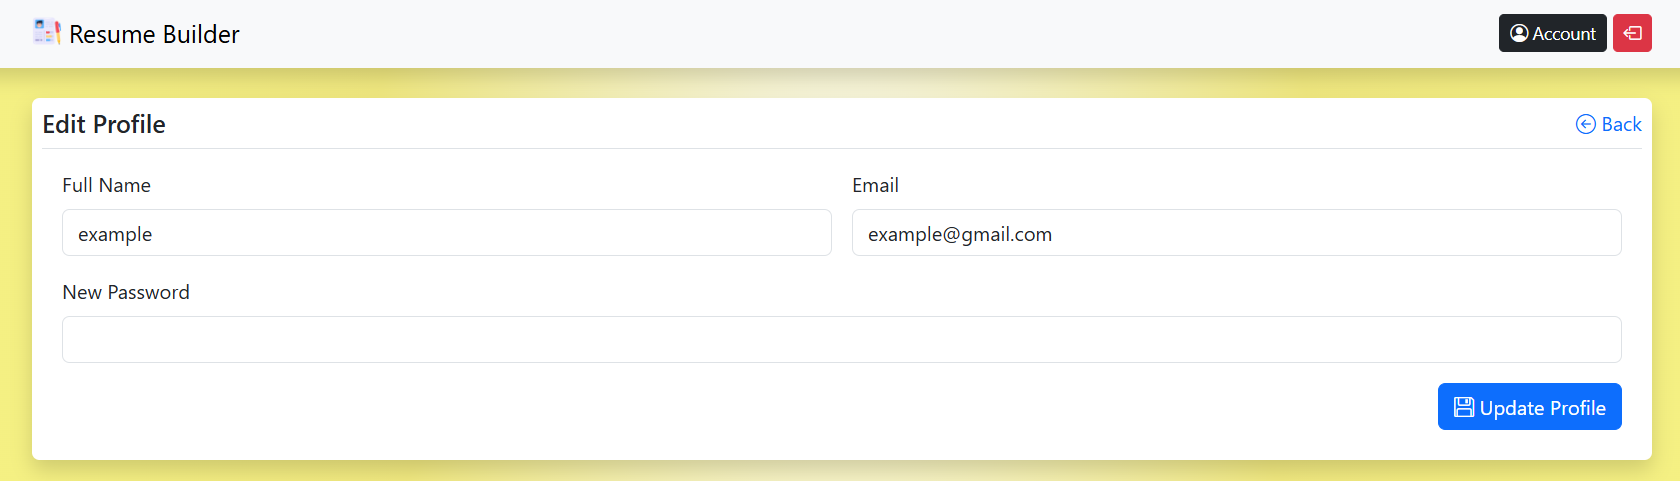 Resume Builder
Account
Edit Profile
Back
Full Name
Email
example
example@gmail.com
New Password
Update Profile